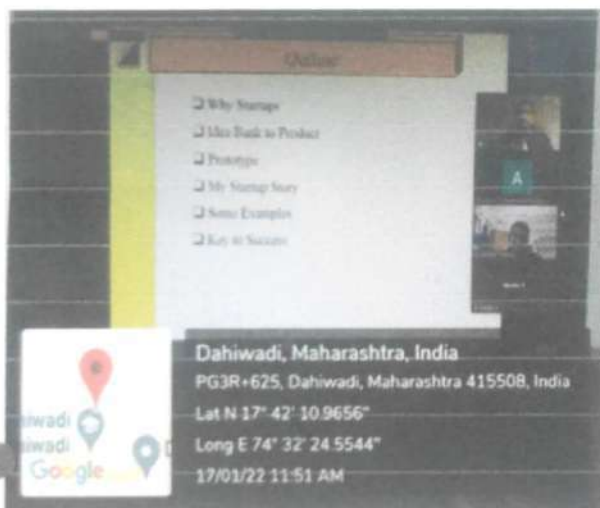 Outline
Why Startups
Idea Bank to Product
Prototype
My Startup Story
Some Examples
Key to Success
A
Dahiwadi, Maharashtra, India
PG3R+625, Dahiwadi, Maharashtra 415508, India
Lat N 17° 42' 10.9656"
Long E 74° 32' 24.5544"
17/01/22 11:51 AM
iwadi
iwadi
Google